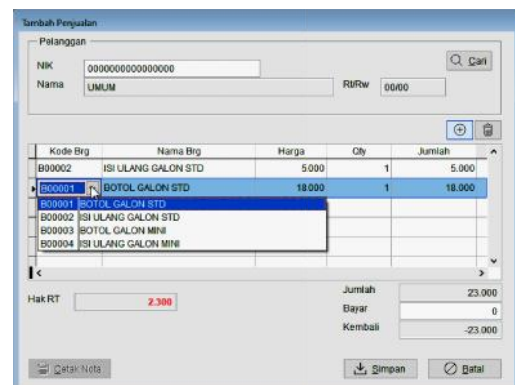 Tambah Penjualan
Pelanggan
NIK 0000000000000000 Cari
Nama UMUM Rt/Rw 00/00
Kode Brg Nama Brg Harga Qty Jumlah
B00002 ISI ULANG GALON STD 5.000 1 5.000
B00001 BOTOL GALON STD 18.000 1 18.000
B00001 BOTOL GALON STD
B00002 ISI ULANG GALON STD
B00003 BOTOL GALON MINI
B00004 ISI ULANG GALON MINI
Hak RT 2.300
Jumlah 23.000
Bayar 0
Kembali -23.000
Cetak Nota Simpan Batal